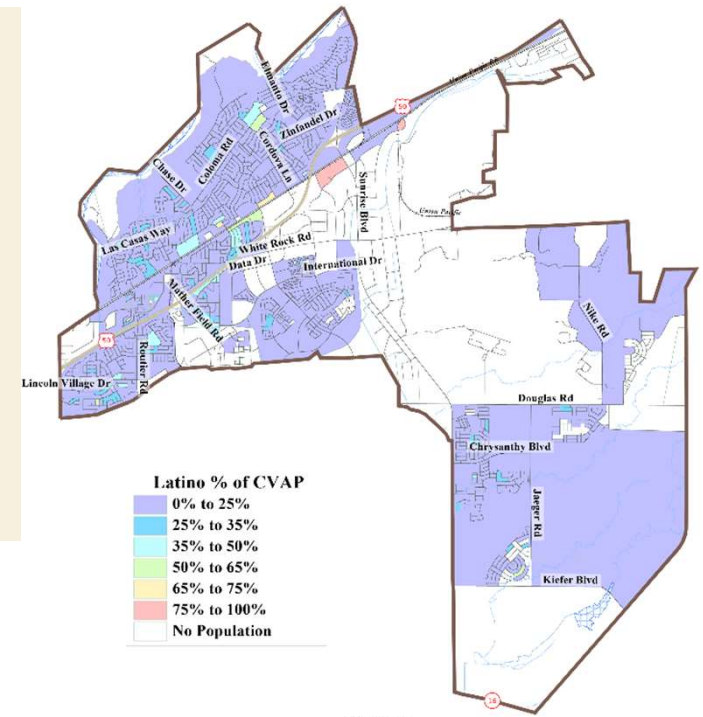 Elmanto Dr
50
Zinfandel Dr
Coloma Rd
Cordova Ln
Chase Dr
Sunrise Blvd
Union Pacific
Las Casas Way
White Rock Rd
Data Dr
International Dr
Mather Field Rd
Nike Rd
50
Routier Rd
Lincoln Village Dr
Douglas Rd
Chrysanthy Blvd
Jaeger Rd
Kiefer Blvd
16
Latino % of CVAP
0% to 25%
25% to 35%
35% to 50%
50% to 65%
65% to 75%
75% to 100%
No Population